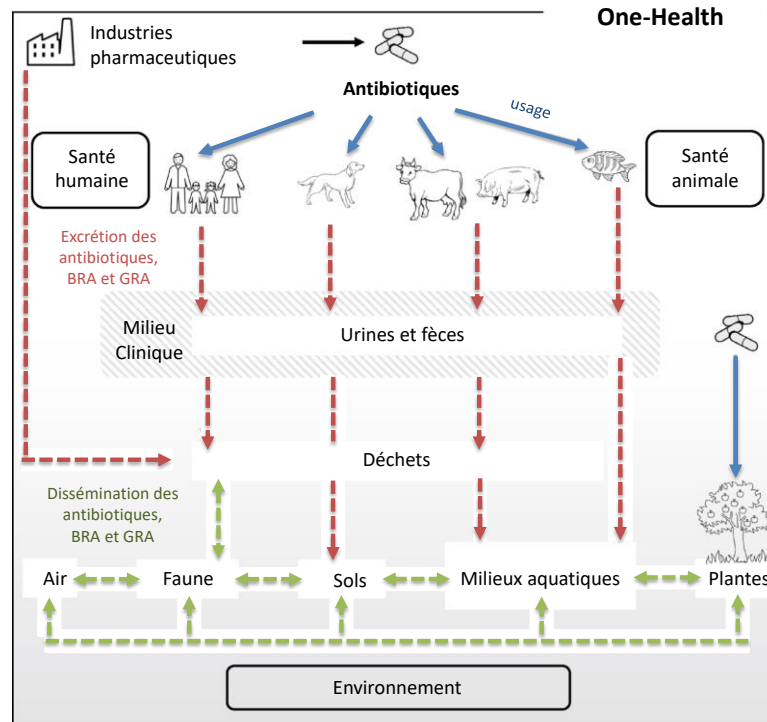 One-Health
Industries
pharmaceutiques
Antibiotiques
usage
Santé
humaine
Santé
animale
Excrétion des
antibiotiques,
BRA et GRA
Milieu
Clinique
Urines et fèces
Déchets
Dissémination des
antibiotiques,
BRA et GRA
Air
Faune
Sols
Milieux aquatiques
Plantes
Environnement